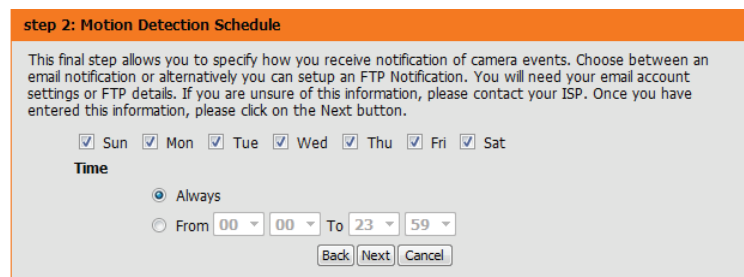 step 2: Motion Detection Schedule
This final step allows you to specify how you receive notification of camera events. Choose between an
email notification or alternatively you can setup an FTP Notification. You will need your email account
settings or FTP details. If you are unsure of this information, please contact your ISP. Once you have
entered this information, please click on the Next button.
Sun Mon Tue Wed Thu Fri Sat
Time
Always
From 00 00 To 23 59
Back Next Cancel